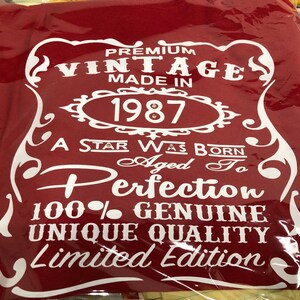 PREMIUM
VINTAGE
MADE IN
1987
A STAR WAS BORN
Aged To
Perfection
100% GENUINE
UNIQUE QUALITY
Limited Edition